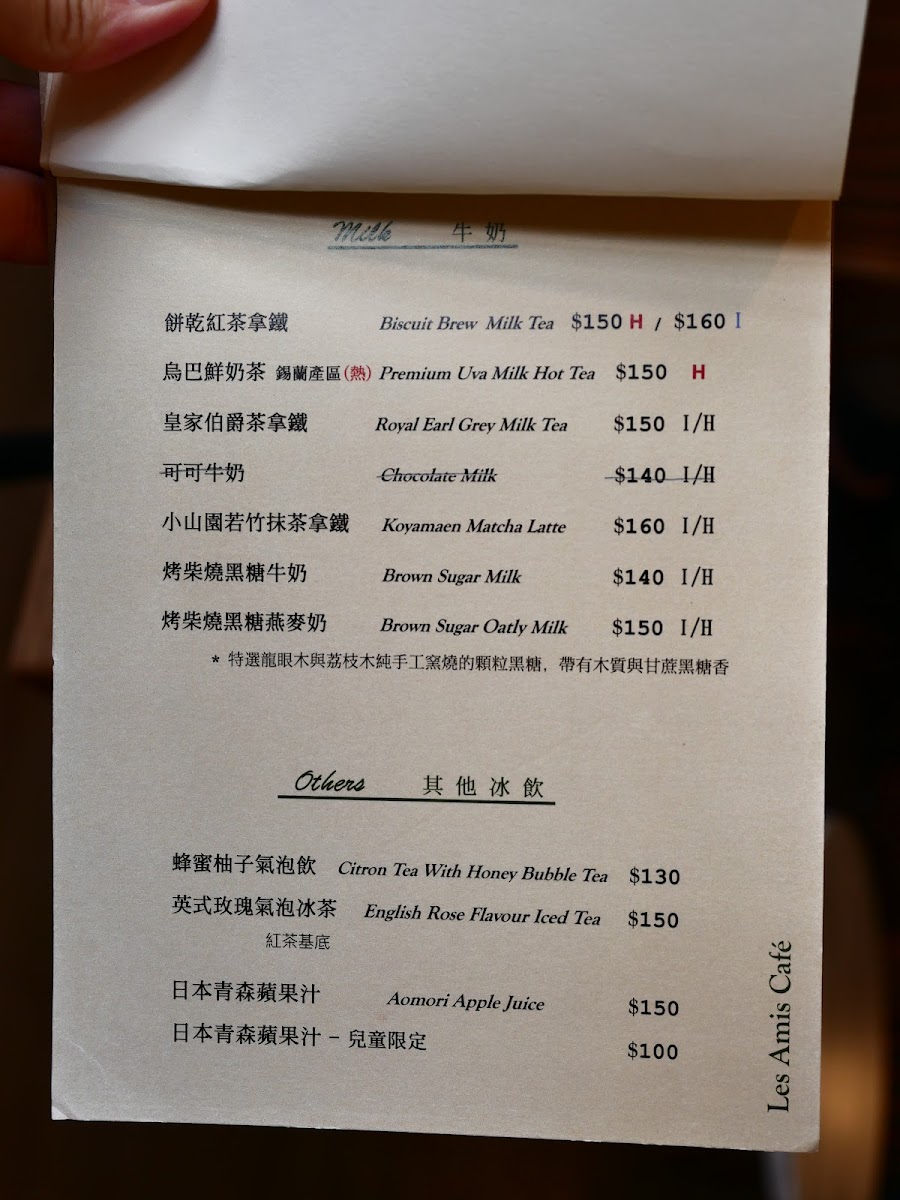 Milk 牛奶
餅乾紅茶拿鐵 Biscuit Brew Milk Tea $150 H / $160 I
烏巴鮮奶茶 錫蘭產區(熱) Premium Uva Milk Hot Tea $150 H
皇家伯爵茶拿鐵 Royal Earl Grey Milk Tea $150 I/H
可可牛奶 Chocolate Milk $140 I/H
小山園若竹抹茶拿鐵 Koyamaen Matcha Latte $160 I/H
烤柴燒黑糖牛奶 Brown Sugar Milk $140 I/H
烤柴燒黑糖燕麥奶 Brown Sugar Oatly Milk $150 I/H
* 特選龍眼木與荔枝木純手工窯燒的顆粒黑糖，帶有木質與甘蔗黑糖香
Others 其他冰飲
蜂蜜柚子氣泡飲 Citron Tea With Honey Bubble Tea $130
英式玫瑰氣泡冰茶 English Rose Flavour Iced Tea $150
紅茶基底
日本青森蘋果汁 Aomori Apple Juice $150
日本青森蘋果汁 - 兒童限定 $100
Les Amis Café